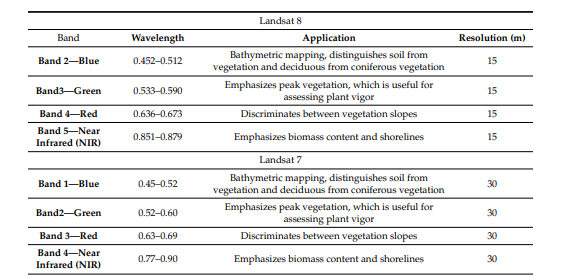 Landsat 8
Band Wavelength Application Resolution (m)
Band 2—Blue 0.452–0.512 Bathymetric mapping, distinguishes soil from vegetation and deciduous from coniferous vegetation 15
Band3—Green 0.533–0.590 Emphasizes peak vegetation, which is useful for assessing plant vigor 15
Band 4—Red 0.636–0.673 Discriminates between vegetation slopes 15
Band 5—Near Infrared (NIR) 0.851–0.879 Emphasizes biomass content and shorelines 15
Landsat 7
Band 1—Blue 0.45–0.52 Bathymetric mapping, distinguishes soil from vegetation and deciduous from coniferous vegetation 30
Band2—Green 0.52–0.60 Emphasizes peak vegetation, which is useful for assessing plant vigor 30
Band 3—Red 0.63–0.69 Discriminates between vegetation slopes 30
Band 4—Near Infrared (NIR) 0.77–0.90 Emphasizes biomass content and shorelines 30